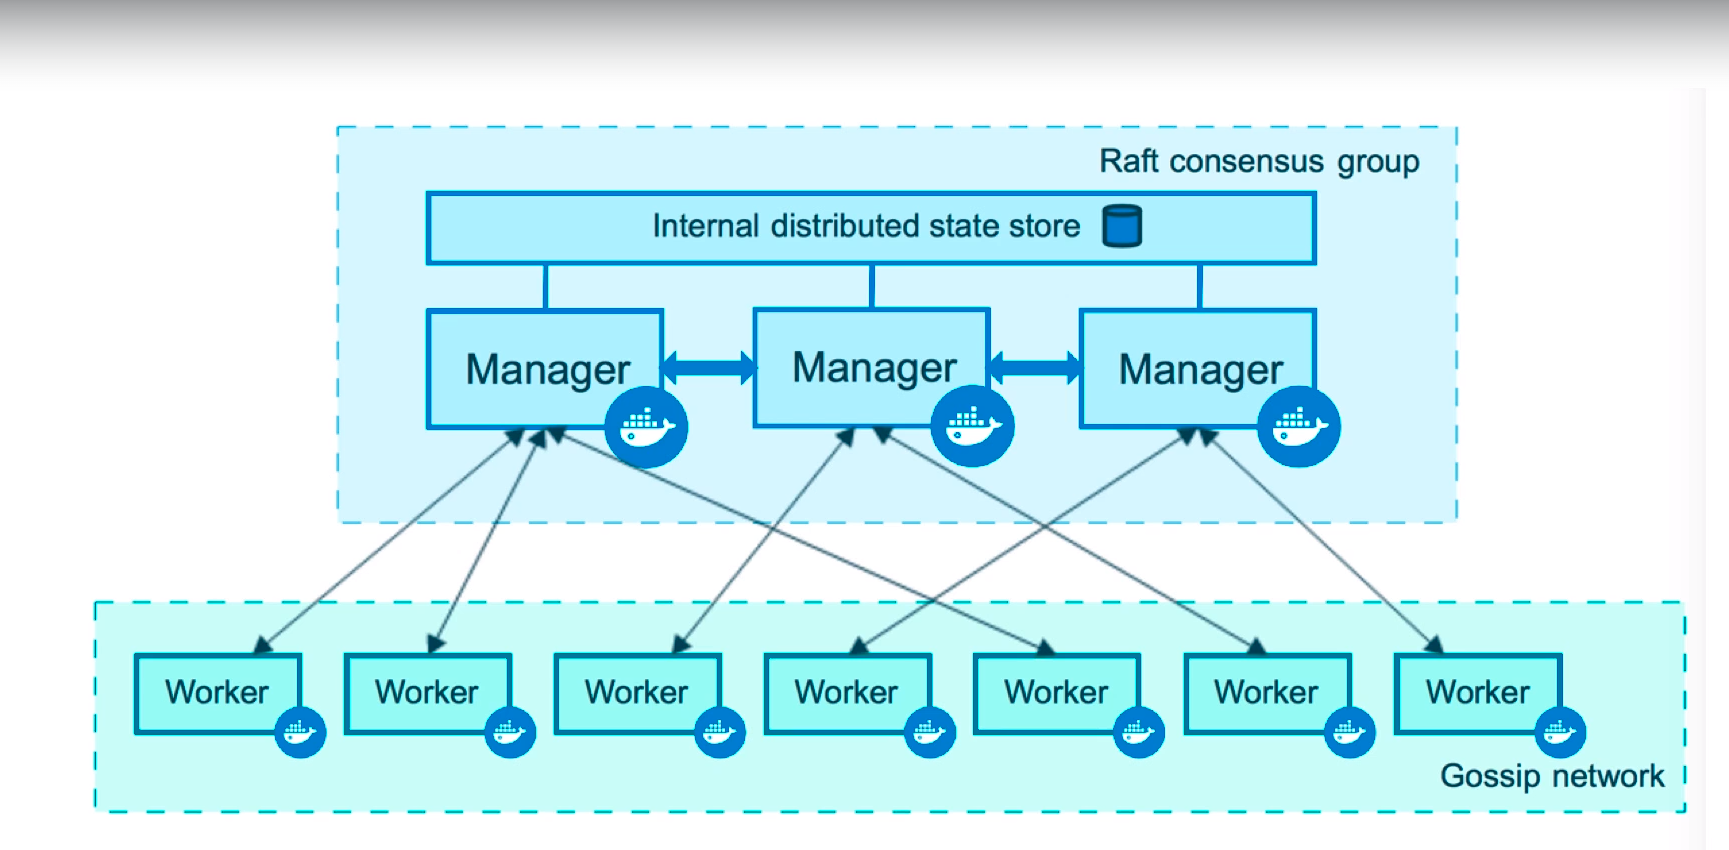 Raft consensus group
Internal distributed state store
Manager
Manager
Manager
Worker
Worker
Worker
Worker
Worker
Worker
Worker
Gossip network